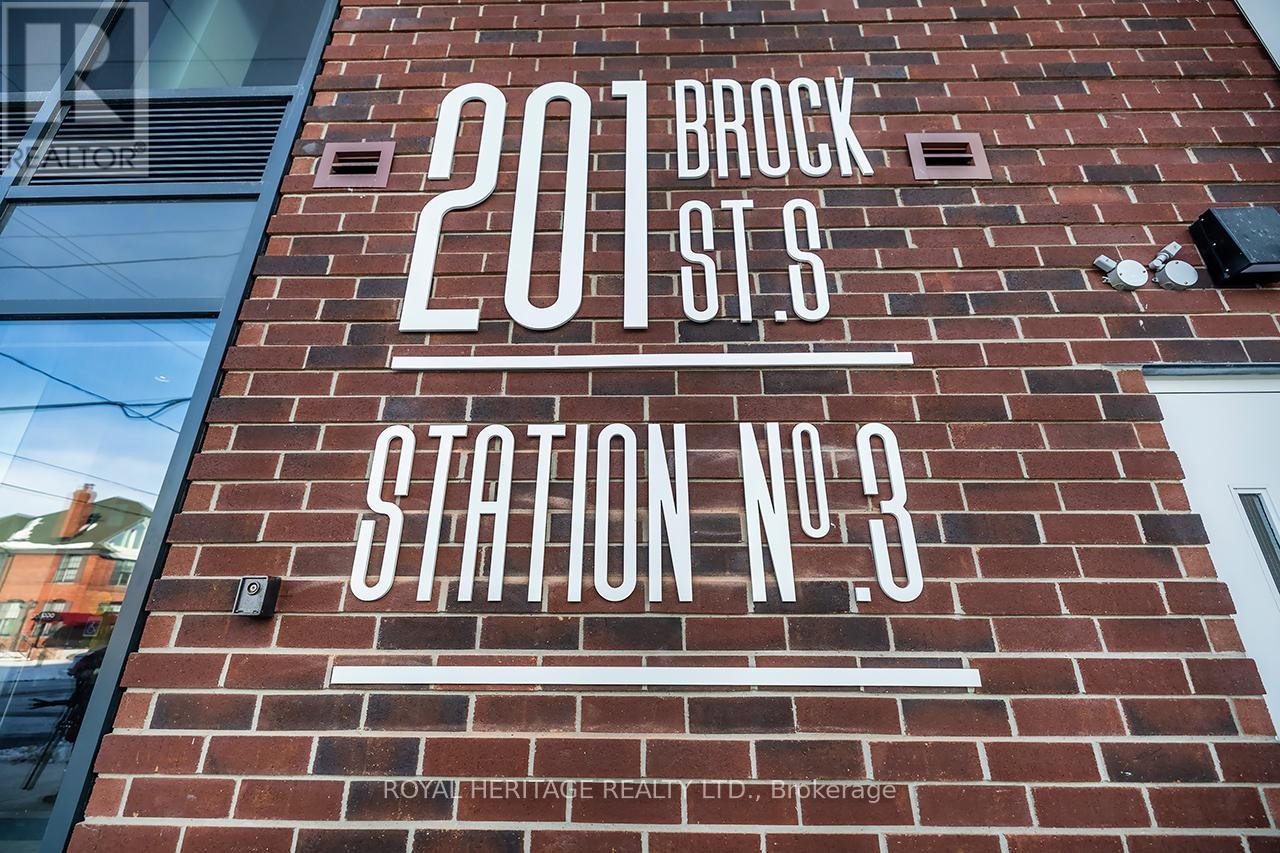 R
REALTOR®
201 BROCK
ST.S
STATION Nº.3
ROYAL HERITAGE REALTY LTD., Brokerage